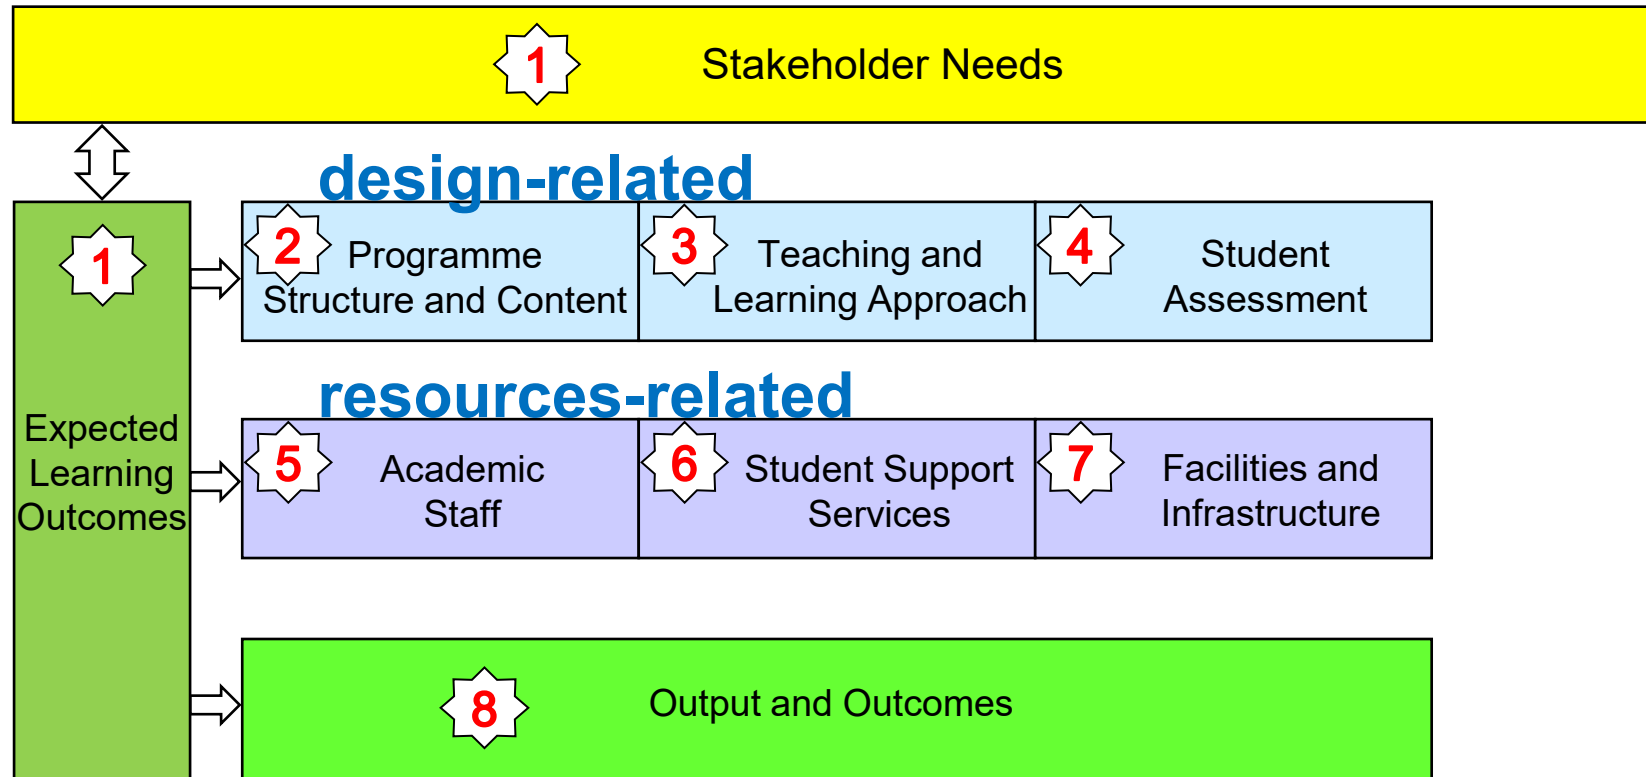 1 Stakeholder Needs
design-related
1
2 Programme
Structure and Content
3 Teaching and
Learning Approach
4 Student
Assessment
resources-related
Expected
Learning
Outcomes
5 Academic
Staff
6 Student Support
Services
7 Facilities and
Infrastructure
8 Output and Outcomes